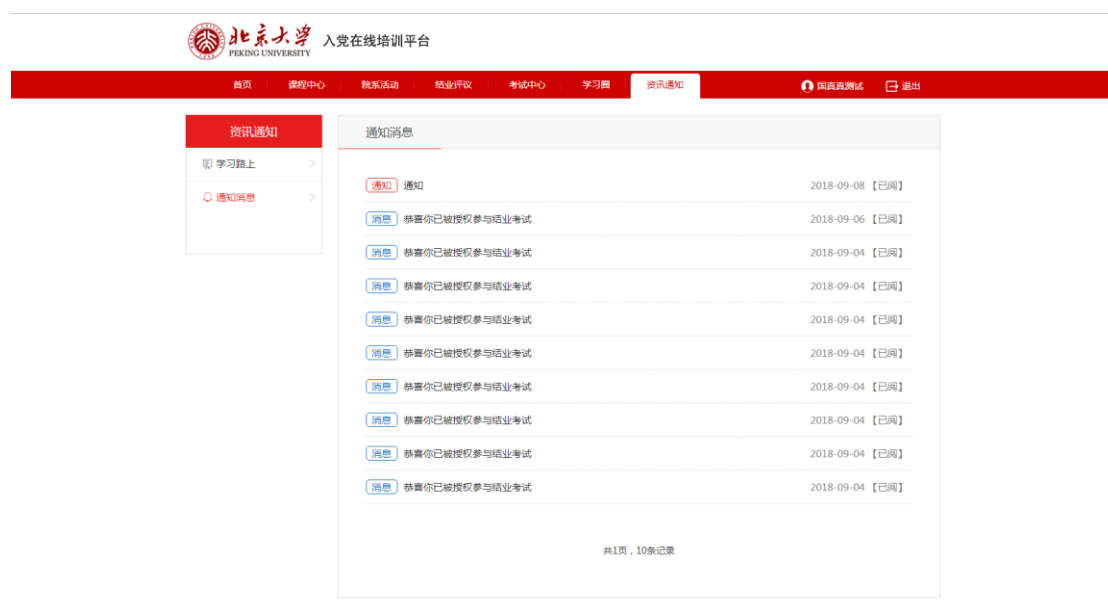 北京大学
PEKING UNIVERSITY
入党在线培训平台
首页 课程中心 院系活动 结业评议 考试中心 学习圈 资讯通知 国真真测试 退出
资讯通知
学习路上
通知消息
通知消息
通知 通知 2018-09-08 【已阅】
消息 恭喜你已被授权参与结业考试 2018-09-06 【已阅】
消息 恭喜你已被授权参与结业考试 2018-09-04 【已阅】
消息 恭喜你已被授权参与结业考试 2018-09-04 【已阅】
消息 恭喜你已被授权参与结业考试 2018-09-04 【已阅】
消息 恭喜你已被授权参与结业考试 2018-09-04 【已阅】
消息 恭喜你已被授权参与结业考试 2018-09-04 【已阅】
消息 恭喜你已被授权参与结业考试 2018-09-04 【已阅】
消息 恭喜你已被授权参与结业考试 2018-09-04 【已阅】
消息 恭喜你已被授权参与结业考试 2018-09-04 【已阅】
共1页，10条记录